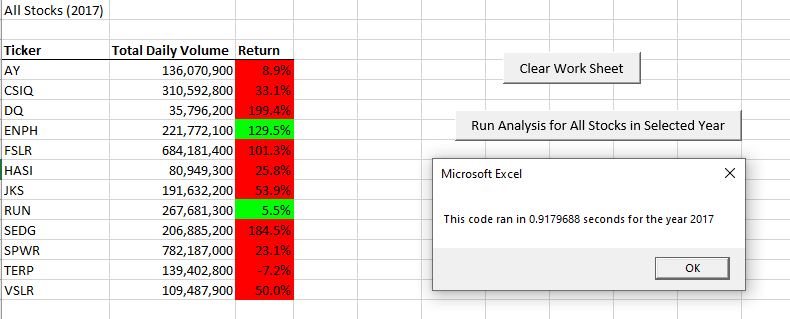 All Stocks (2017)
Ticker Total Daily Volume Return
AY 136,070,900 8.9%
CSIQ 310,592,800 33.1%
DQ 35,796,200 199.4%
ENPH 221,772,100 129.5%
FSLR 684,181,400 101.3%
HASI 80,949,300 25.8%
JKS 191,632,200 53.9%
RUN 267,681,300 5.5%
SEDG 206,885,200 184.5%
SPWR 782,187,000 23.1%
TERP 139,402,800 -7.2%
VSLR 109,487,900 50.0%
Clear Work Sheet
Run Analysis for All Stocks in Selected Year
Microsoft Excel
This code ran in 0.9179688 seconds for the year 2017
OK